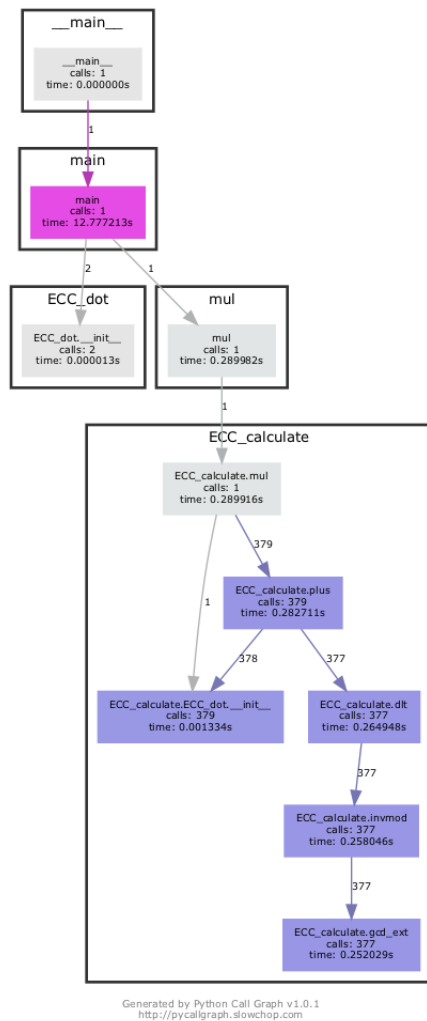 __main__
__main__
calls: 1
time: 0.000000s
1
main
main
calls: 1
time: 12.777213s
2
1
ECC_dot
mul
ECC_dot.__init__
calls: 2
time: 0.000013s
mul
calls: 1
time: 0.289982s
1
ECC_calculate
ECC_calculate.mul
calls: 1
time: 0.289916s
379
ECC_calculate.plus
calls: 379
time: 0.282711s
1
378
377
ECC_calculate.ECC_dot.__init__
calls: 379
time: 0.001334s
ECC_calculate.dlt
calls: 377
time: 0.264948s
377
ECC_calculate.invmod
calls: 377
time: 0.258046s
377
ECC_calculate.gcd_ext
calls: 377
time: 0.252029s
Generated by Python Call Graph v1.0.1
http://pycallgraph.slowchop.com